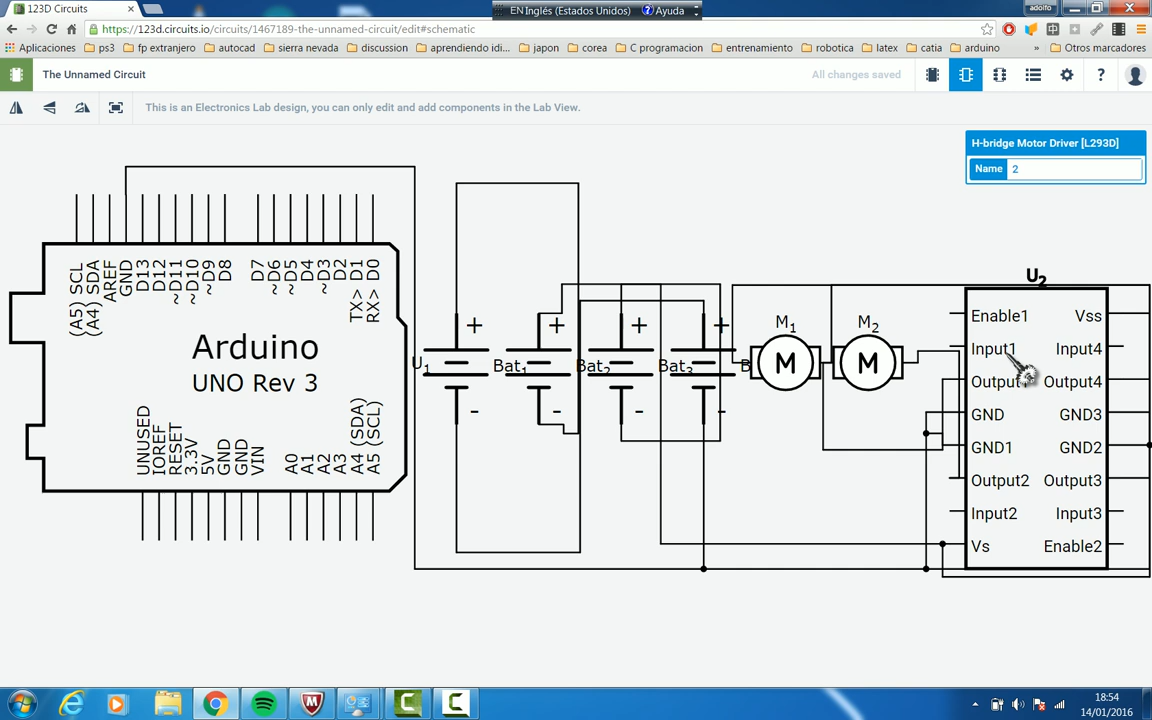 123D Circuits
EN Inglés (Estados Unidos)
Ayuda
adolfo
https://123d.circuits.io/circuits/1467189-the-unnamed-circuit/edit#schematic
Aplicaciones
ps3
fp extranjero
autocad
sierra nevada
discussion
aprendiendo idi...
japon
corea
C programacion
entrenamiento
robotica
latex
catia
arduino
»
Otros marcadores
The Unnamed Circuit
All changes saved
?
This is an Electronics Lab design, you can only edit and add components in the Lab View.
H-bridge Motor Driver [L293D]
Name
2
(A5) SCL
(A4) SDA
AREF
GND
D13
D12
~D11
~D10
~D9
D8
D7
~D6
~D5
D4
~D3
D2
TX> D1
RX> D0
Arduino
UNO Rev 3
UNUSED
IOREF
RESET
3.3V
5V
GND
GND
VIN
A0
A1
A2
A3
A4 (SDA)
A5 (SCL)
U1
+
-
Bat1
+
-
Bat2
+
-
Bat3
+
-
B
M1
M
M2
M
U2
Enable1
Vss
Input1
Input4
Output
Output4
GND
GND3
GND1
GND2
Output2
Output3
Input2
Input3
Vs
Enable2
18:54
14/01/2016